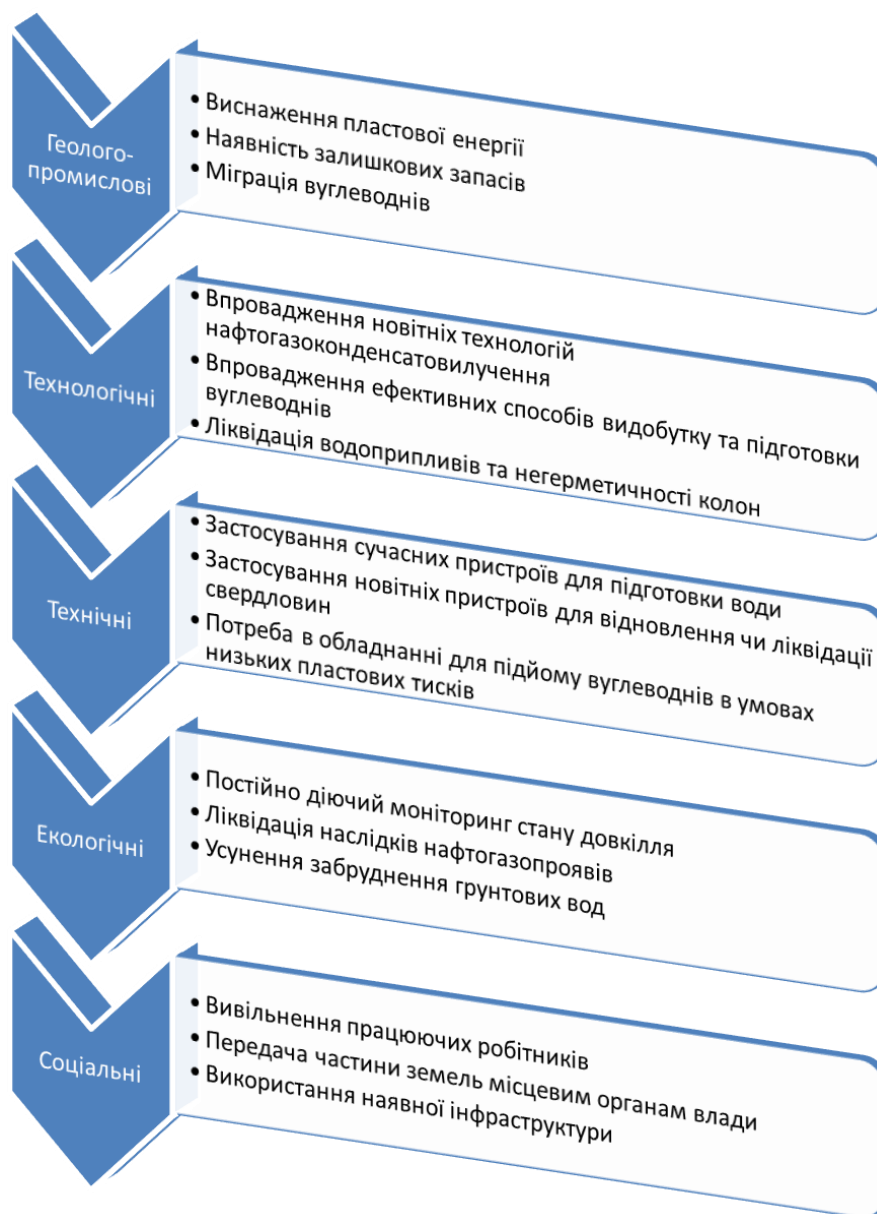 Геолого-
промислові
• Виснаження пластової енергії
• Наявність залишкових запасів
• Міграція вуглеводнів
Технологічні
• Впровадження новітніх технологій
нафтогазоконденсатовилучення
• Впровадження ефективних способів видобутку та підготовки
вуглеводнів
• Ліквідація водоприпливів та негерметичності колон
Технічні
• Застосування сучасних пристроїв для підготовки води
• Застосування новітніх пристроїв для відновлення чи ліквідації
свердловин
• Потреба в обладнанні для підйому вуглеводнів в умовах
низьких пластових тисків
Екологічні
• Постійно діючий моніторинг стану довкілля
• Ліквідація наслідків нафтогазопроявів
• Усунення забруднення грунтових вод
Соціальні
• Вивільнення працюючих робітників
• Передача частини земель місцевим органам влади
• Використання наявної інфраструктури